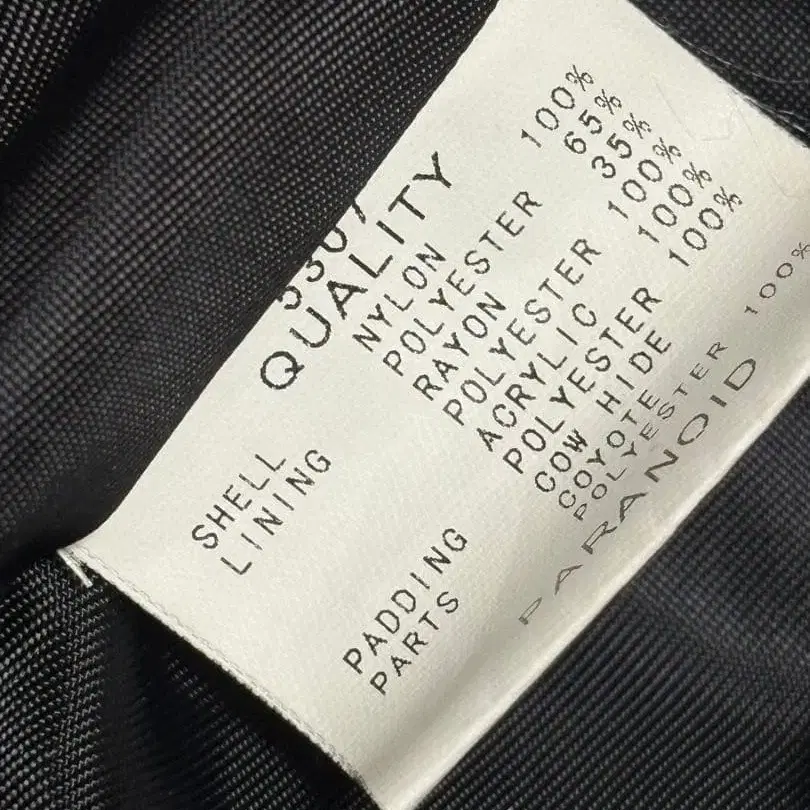 5307
QUALITY
SHELL NYLON 100%
LINING POLYESTER 65%
RAYON 35%
POLYESTER 100%
PADDING ACRYLIC 100%
PARTS POLYESTER 100%
COW HIDE
COYOTE
POLYESTER 100%
PARANOID